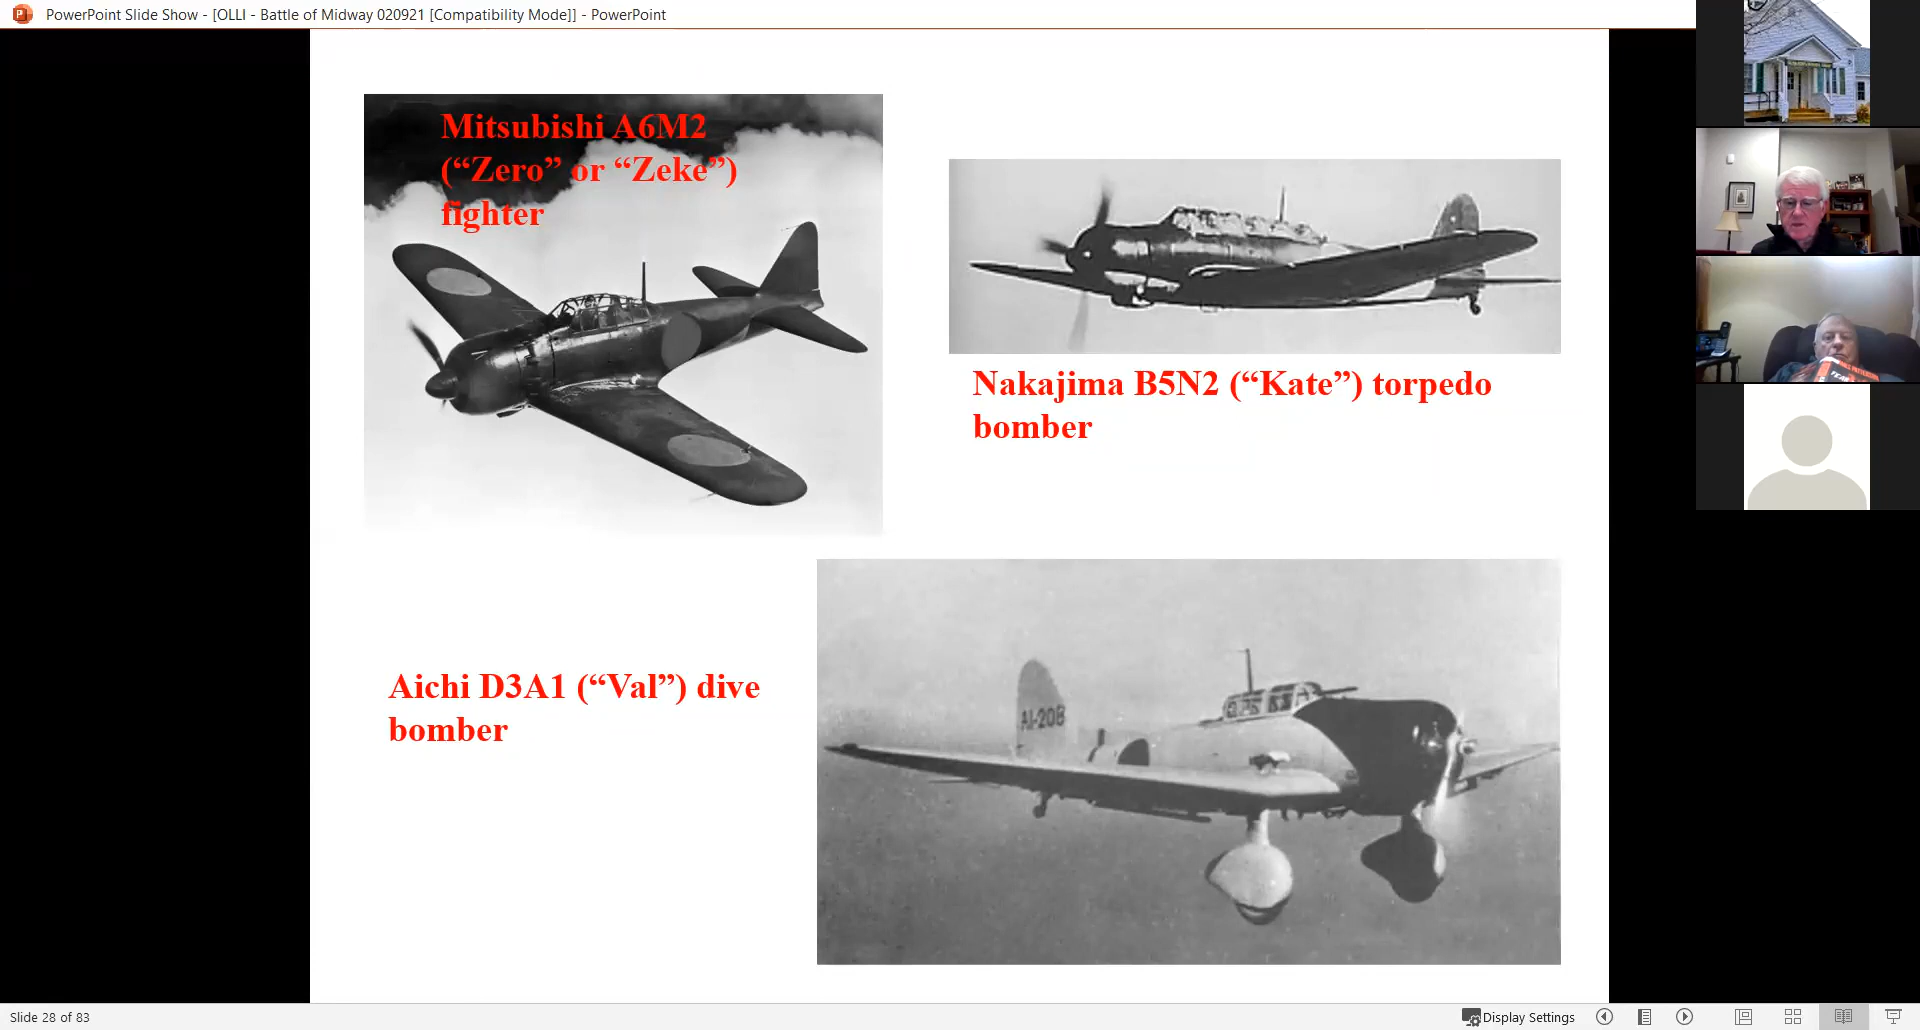 PowerPoint Slide Show - [OLLI - Battle of Midway 020921 [Compatibility Mode]] - PowerPoint
Mitsubishi A6M2
(“Zero” or “Zeke”)
fighter
Nakajima B5N2 (“Kate”) torpedo
bomber
Aichi D3A1 (“Val”) dive
bomber
AI-208
Slide 28 of 83
Display Settings